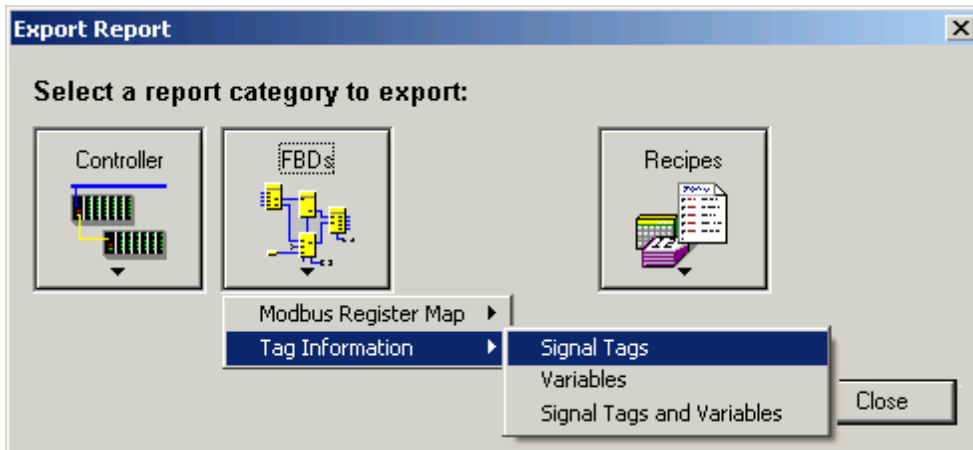 Export Report
Select a report category to export:
Controller
FBDs
Recipes
Modbus Register Map
Tag Information
Signal Tags
Variables
Signal Tags and Variables
Close